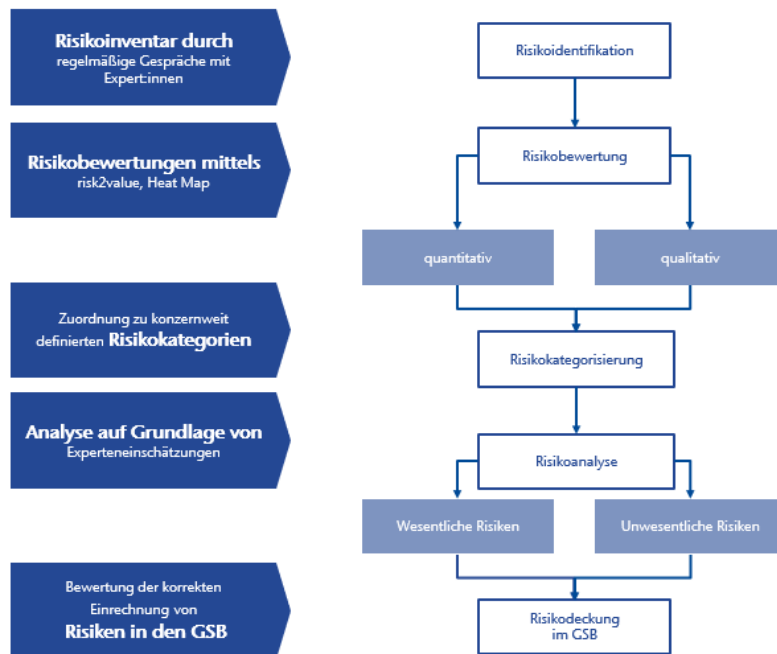 Risikoinventar durch
regelmäßige Gespräche mit
Expert:innen
Risikoidentifikation
Risikobewertungen mittels
risk2value, Heat Map
Risikobewertung
quantitativ
qualitativ
Zuordnung zu konzernweit
definierten Risikokategorien
Risikokategorisierung
Analyse auf Grundlage von
Experteneinschätzungen
Risikoanalyse
Wesentliche Risiken
Unwesentliche Risiken
Bewertung der korrekten
Einrechnung von
Risiken in den GSB
Risikodeckung
im GSB